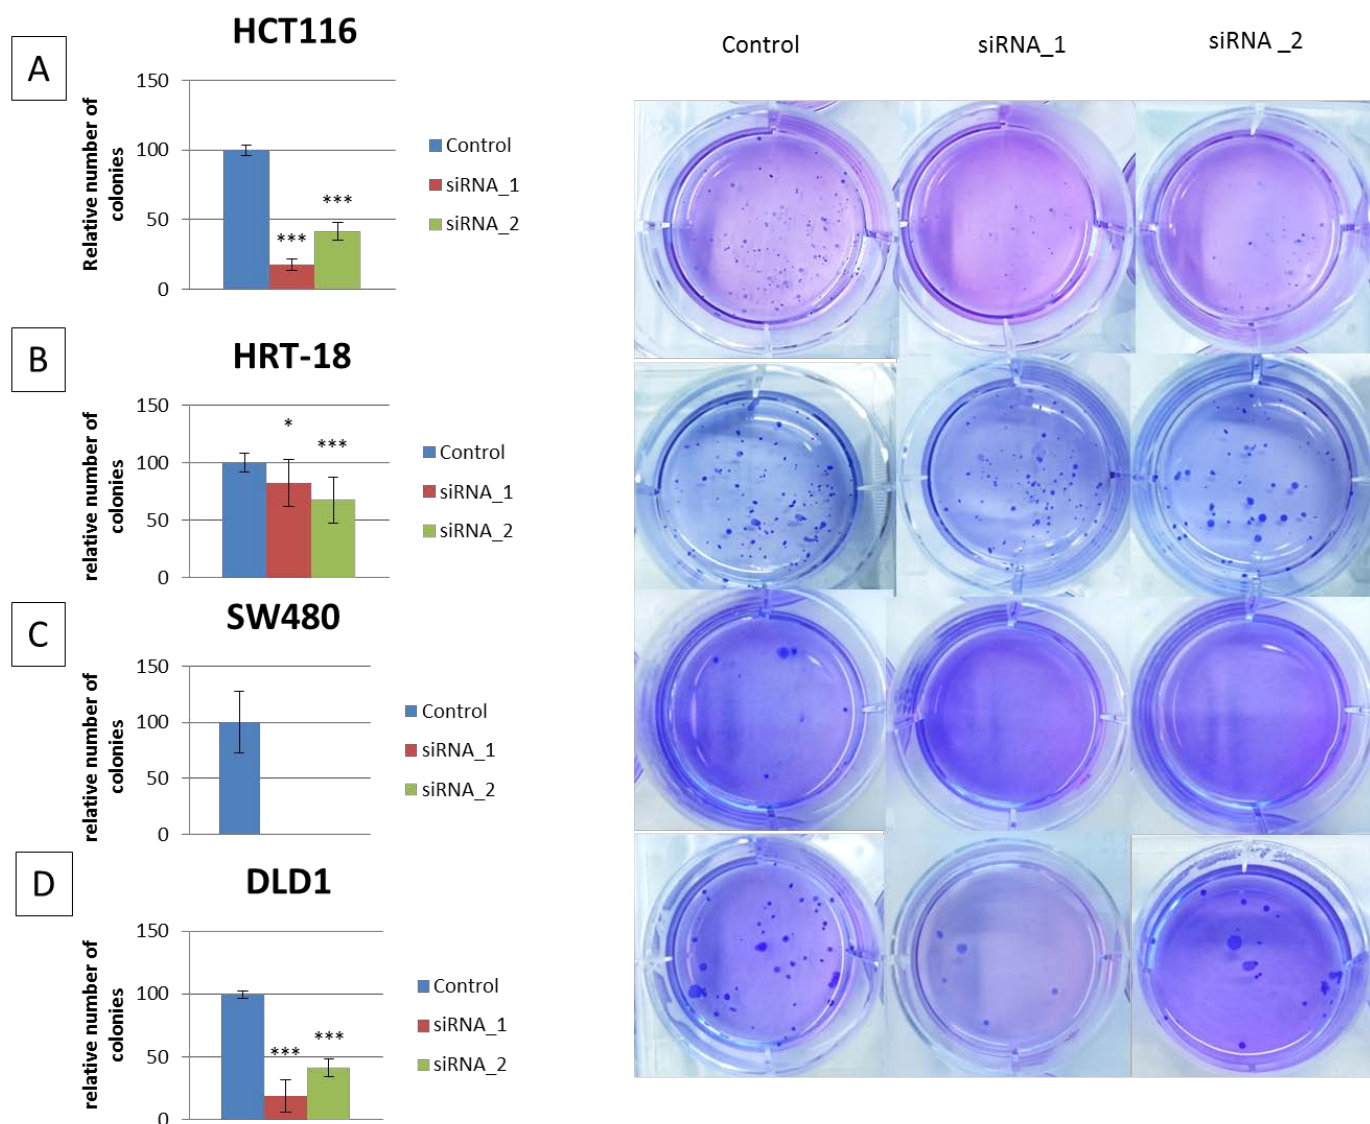 Control siRNA_1 siRNA _2
A
HCT116
Relative number of
colonies
150
100
50
0
***
***
Control
siRNA_1
siRNA_2
B
HRT-18
relative number of
colonies
150
100
50
0
*
***
Control
siRNA_1
siRNA_2
C
SW480
relative number of
colonies
150
100
50
0
Control
siRNA_1
siRNA_2
D
DLD1
relative number of
colonies
150
100
50
0
***
***
Control
siRNA_1
siRNA_2